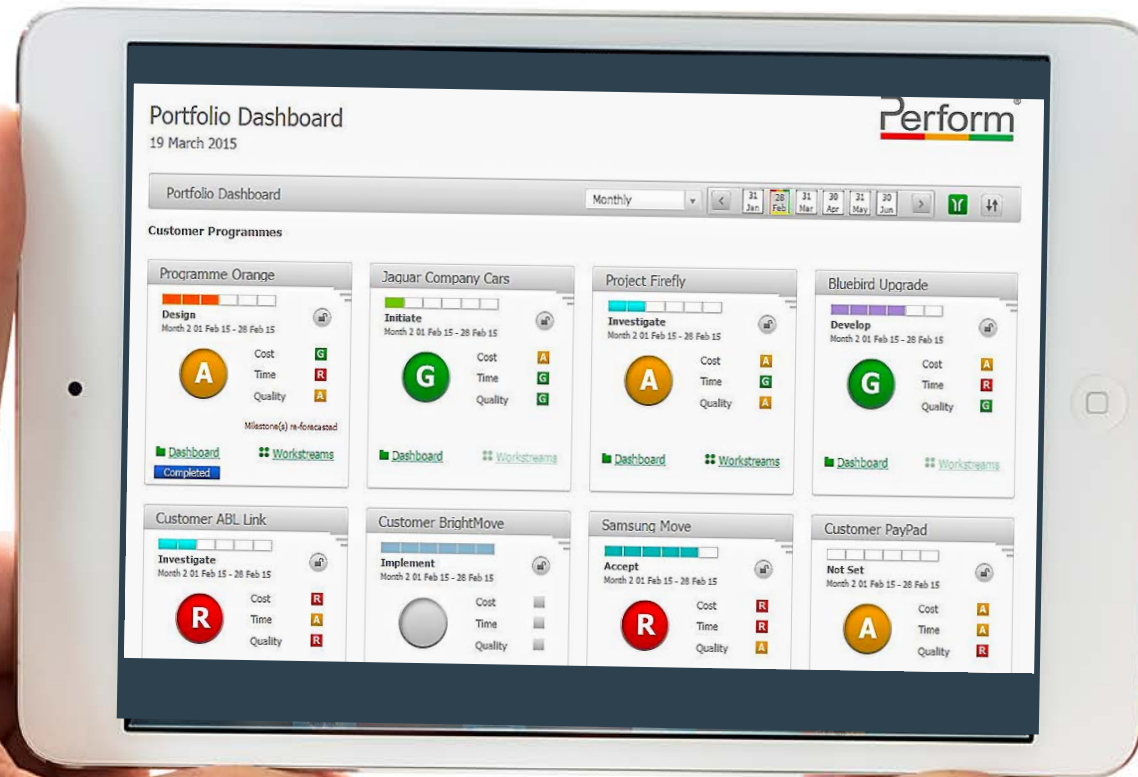 Portfolio Dashboard
Perform®
19 March 2015
Portfolio Dashboard
Monthly
31 Jan
28 Feb
31 Mar
30 Apr
31 May
30 Jun
Customer Programmes
Programme Orange
Design
Month 2 01 Feb 15 - 28 Feb 15
A
Cost G
Time R
Quality A
Milestone(s) re-forecasted
Dashboard
Workstreams
Completed
Jaguar Company Cars
Initiate
Month 2 01 Feb 15 - 28 Feb 15
G
Cost A
Time G
Quality G
Dashboard
Workstreams
Project Firefly
Investigate
Month 2 01 Feb 15 - 28 Feb 15
A
Cost A
Time G
Quality A
Dashboard
Workstreams
Bluebird Upgrade
Develop
Month 2 01 Feb 15 - 28 Feb 15
G
Cost A
Time R
Quality G
Dashboard
Workstreams
Customer ABL Link
Investigate
Month 2 01 Feb 15 - 28 Feb 15
R
Cost R
Time A
Quality R
Customer BrightMove
Implement
Month 2 01 Feb 15 - 28 Feb 15
Cost
Time
Quality
Samsung Move
Accept
Month 2 01 Feb 15 - 28 Feb 15
R
Cost R
Time R
Quality A
Customer PayPad
Not Set
Month 2 01 Feb 15 - 28 Feb 15
A
Cost A
Time A
Quality R